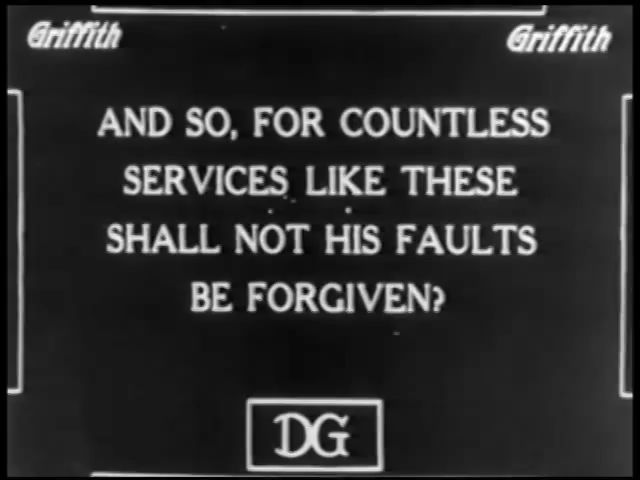 Griffith Griffith
AND SO, FOR COUNTLESS
SERVICES LIKE THESE
SHALL NOT HIS FAULTS
BE FORGIVEN?
DG